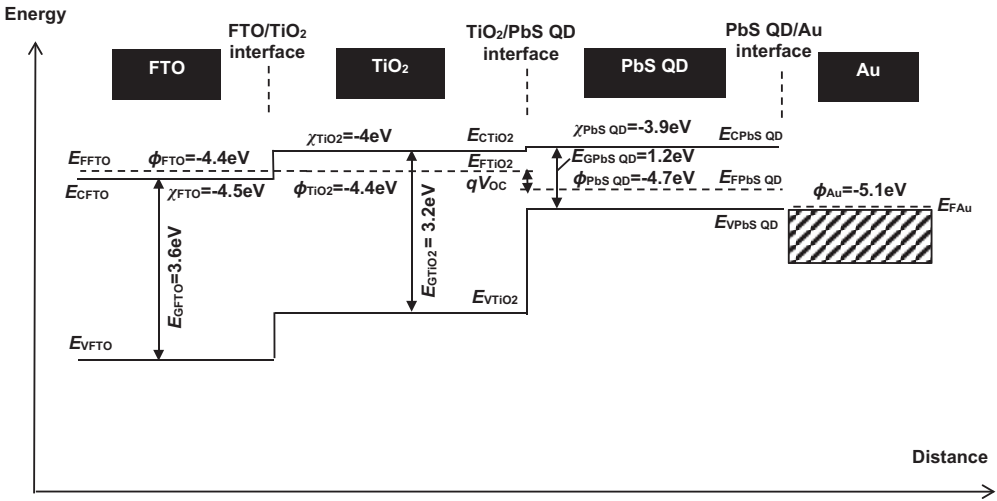 Energy
FTO/TiO2
interface
TiO2/PbS QD
interface
PbS QD/Au
interface
FTO
TiO2
PbS QD
Au
χTiO2=-4eV
ECTiO2
χPbS QD=-3.9eV
ECPbS QD
EFFTO
ϕFTO=-4.4eV
EFTiO2
EGPbS QD=1.2eV
ECFTO
χFTO=-4.5eV
ϕTiO2=-4.4eV
qVOC
ϕPbS QD=-4.7eV
EFPbS QD
ϕAu=-5.1eV
EFAu
EVPbS QD
EGFTO=3.6eV
EGTiO2= 3.2eV
EVTiO2
EVFTO
Distance